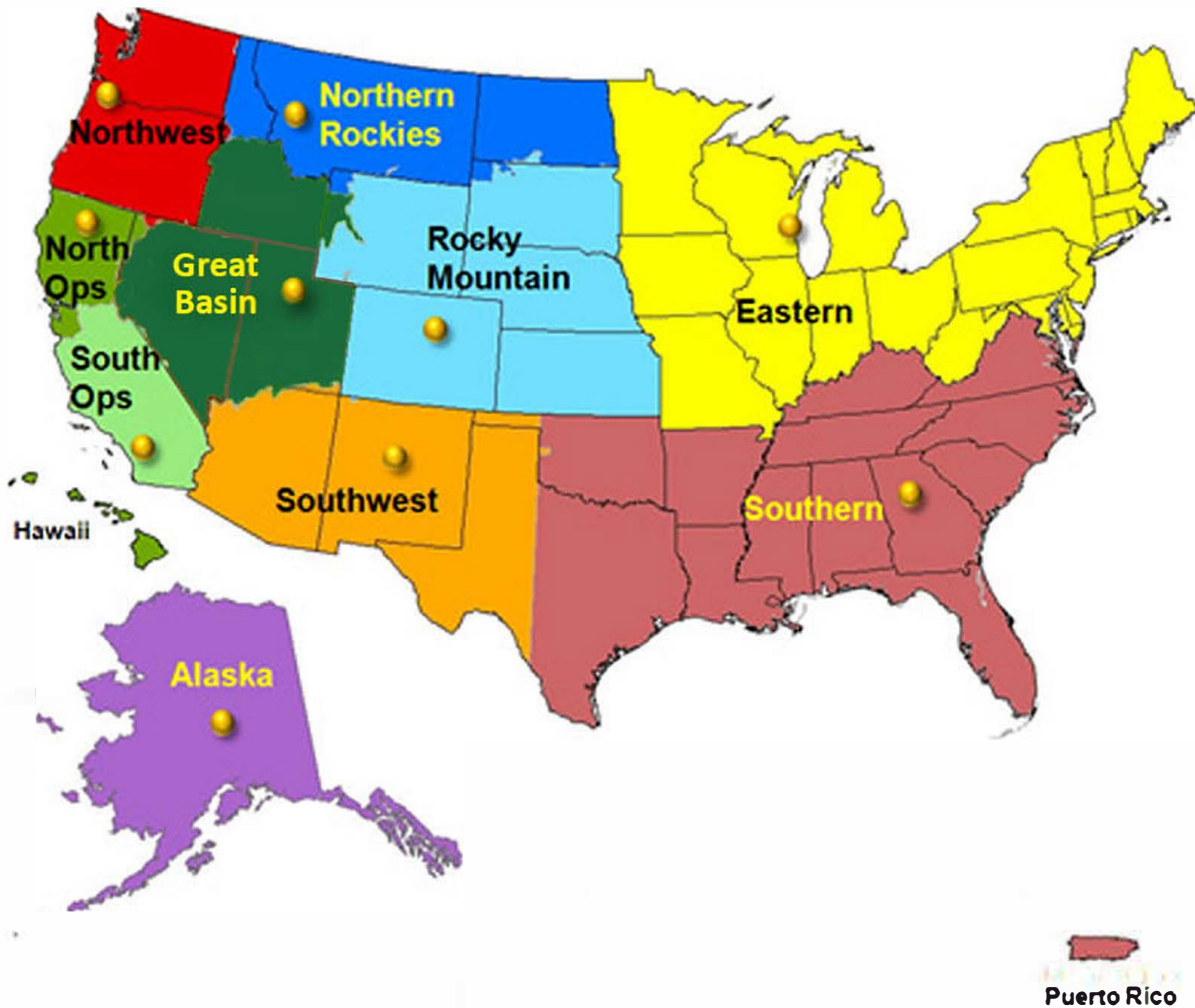 Northern
Rockies
Northwest
North
Ops
Great
Basin
Rocky
Mountain
Eastern
South
Ops
Southwest
Southern
Hawaii
Alaska
Puerto Rico